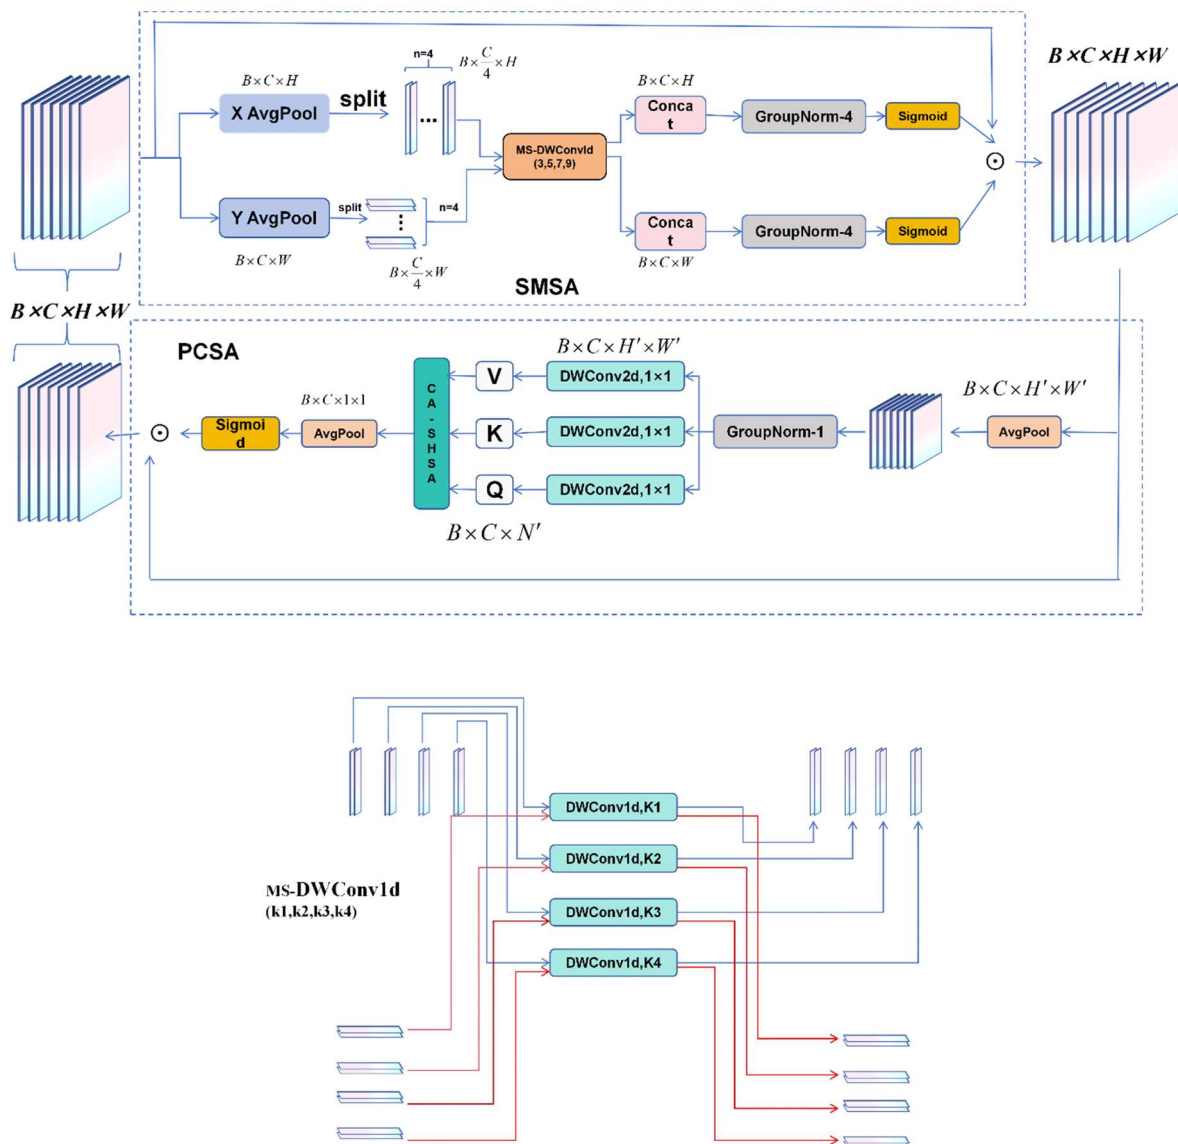 B×C×H×W
n=4
B×C/4×H
B×C×H
X AvgPool
split
B×C×H
Conca
t
GroupNorm-4
Sigmoid
MS-DWConvld
(3,5,7,9)
⊙
Y AvgPool
split
n=4
B×C×W
B×C/4×W
Conca
t
B×C×W
GroupNorm-4
Sigmoid
SMSA
B×C×H×W
PCSA
B×C×H′×W′
B×C×H′×W′
CA-SHSA
V
DWConv2d,1×1
B×C×1×1
Sigmoi
d
AvgPool
K
DWConv2d,1×1
GroupNorm-1
AvgPool
⊙
Q
DWConv2d,1×1
B×C×N′
DWConv1d,K1
DWConv1d,K2
MS-DWConv1d
(k1,k2,k3,k4)
DWConv1d,K3
DWConv1d,K4